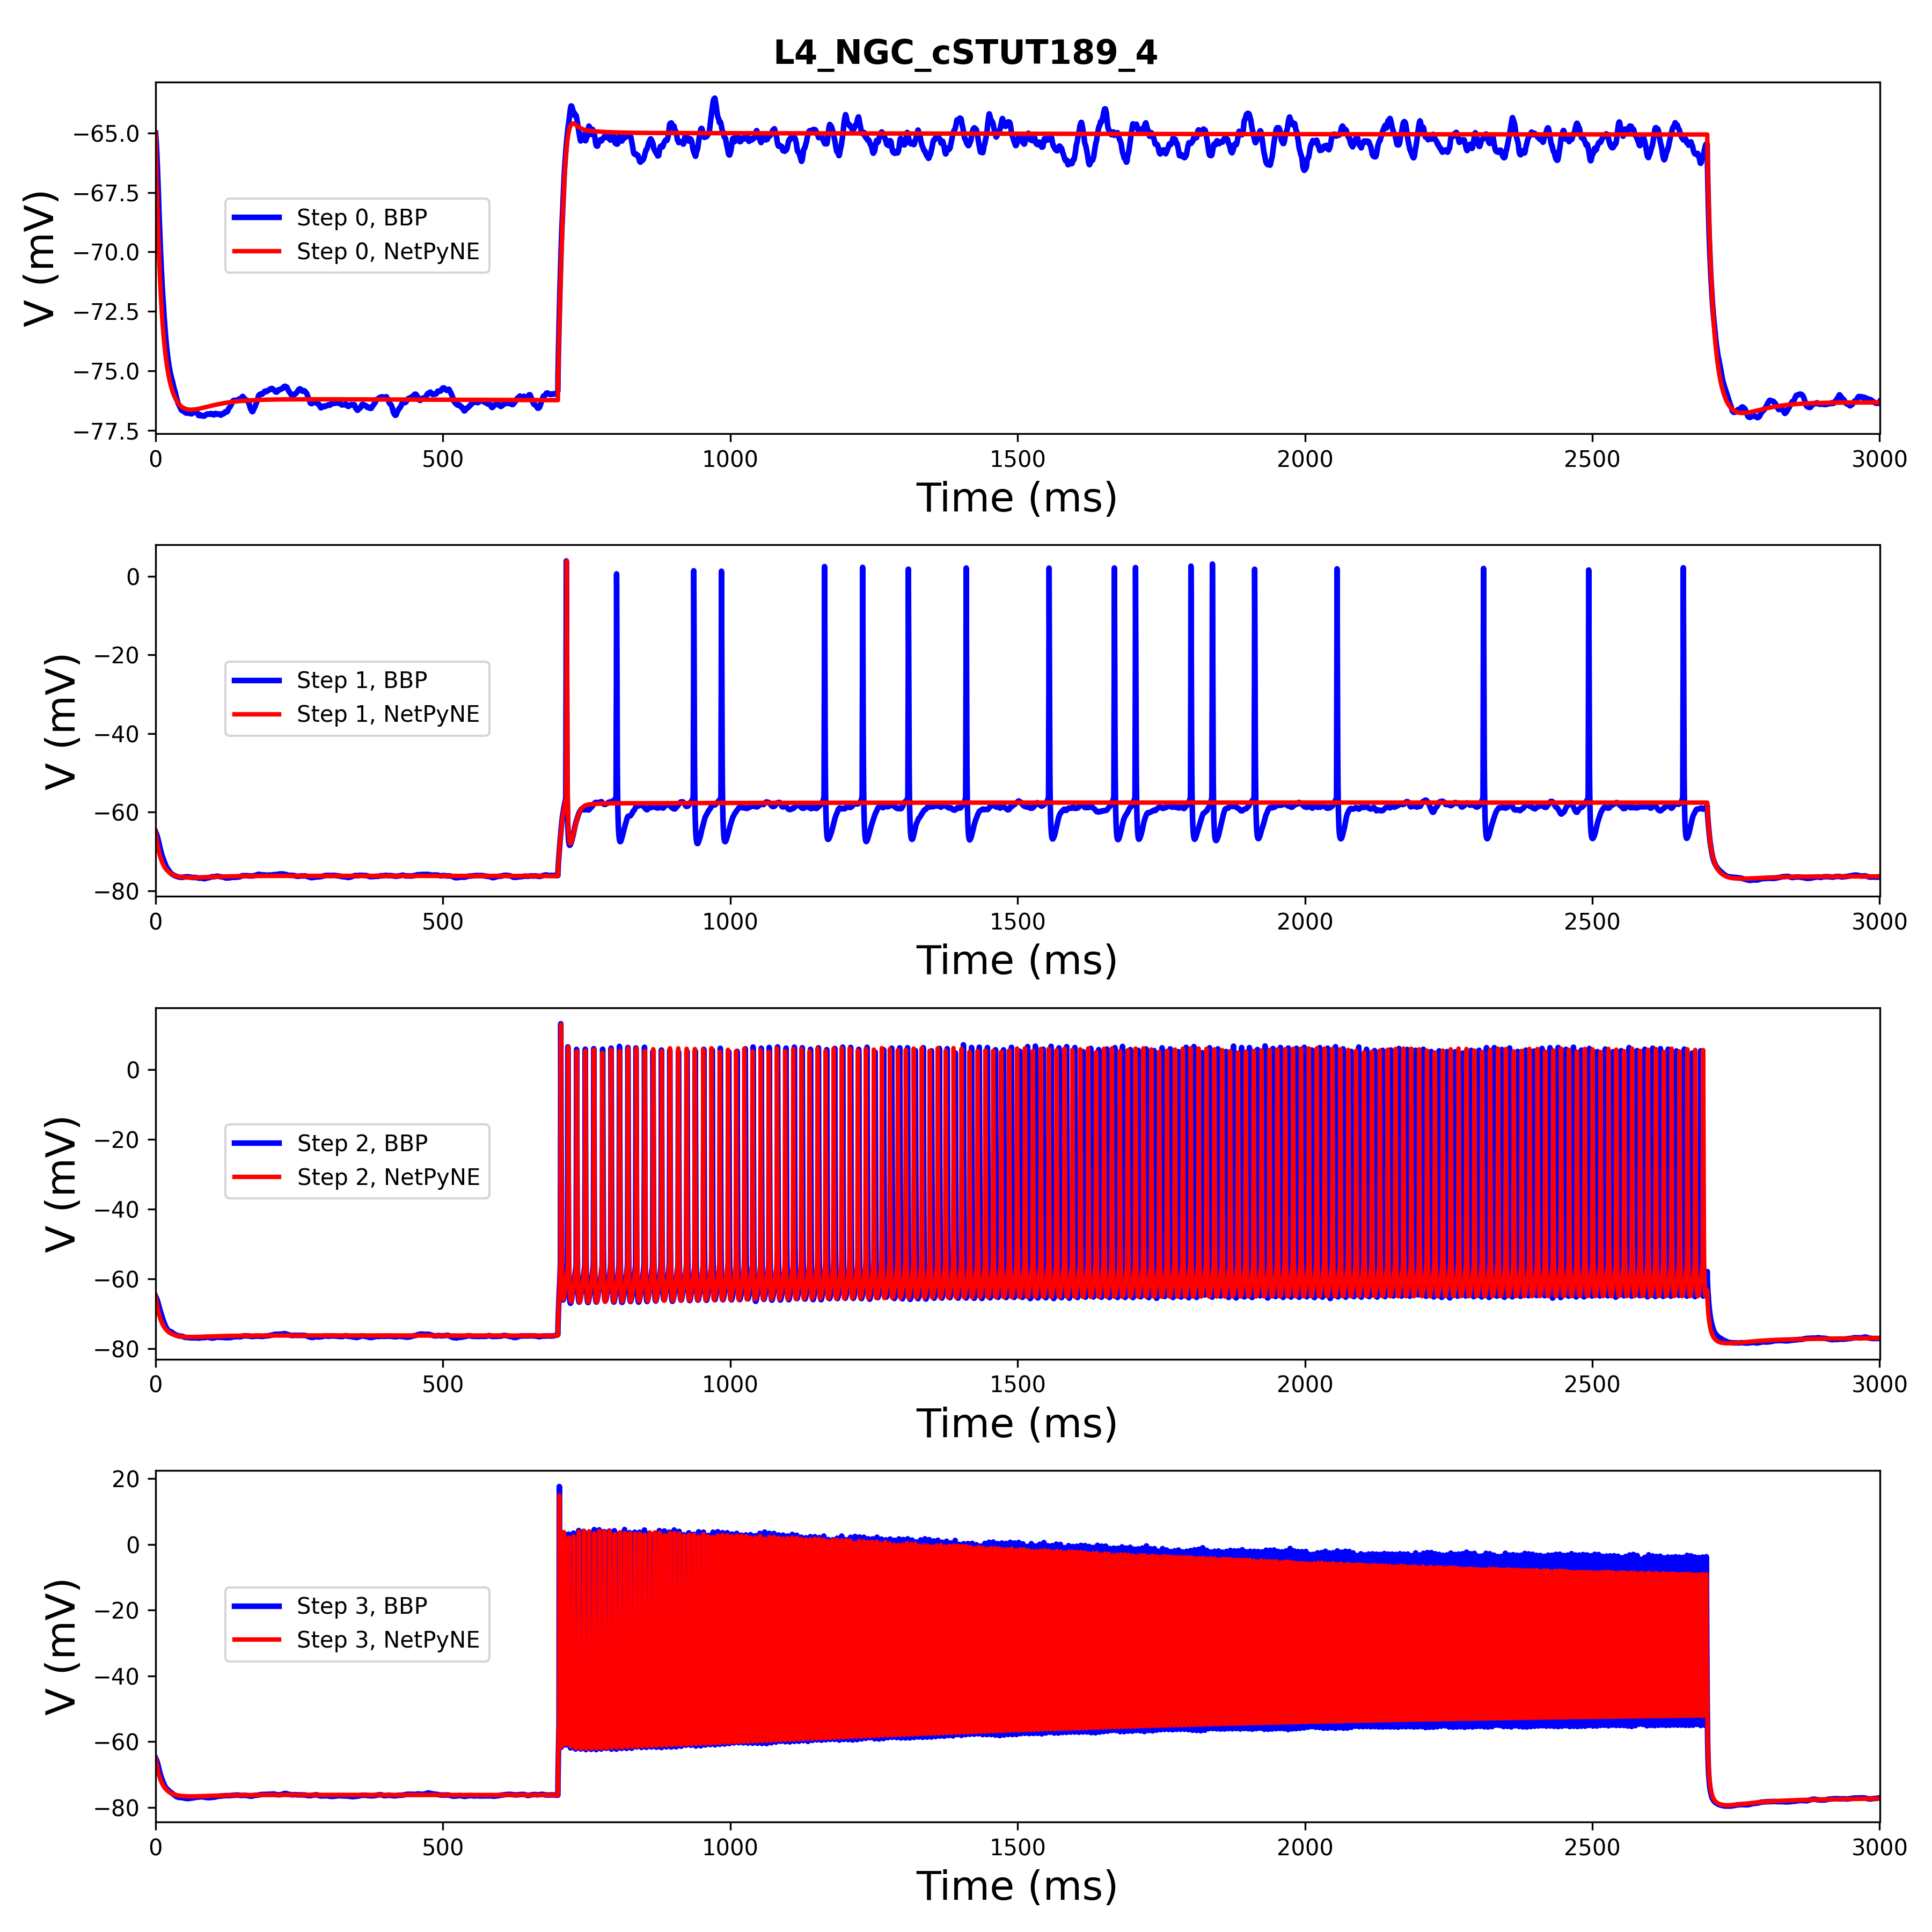 L4_NGC_cSTUT189_4
−65.0
−67.5
−70.0
−72.5
−75.0
−77.5
V (mV)
Step 0, BBP
Step 0, NetPyNE
0 500 1000 1500 2000 2500 3000
Time (ms)
0
−20
−40
−60
−80
V (mV)
Step 1, BBP
Step 1, NetPyNE
0 500 1000 1500 2000 2500 3000
Time (ms)
0
−20
−40
−60
−80
V (mV)
Step 2, BBP
Step 2, NetPyNE
0 500 1000 1500 2000 2500 3000
Time (ms)
20
0
−20
−40
−60
−80
V (mV)
Step 3, BBP
Step 3, NetPyNE
0 500 1000 1500 2000 2500 3000
Time (ms)